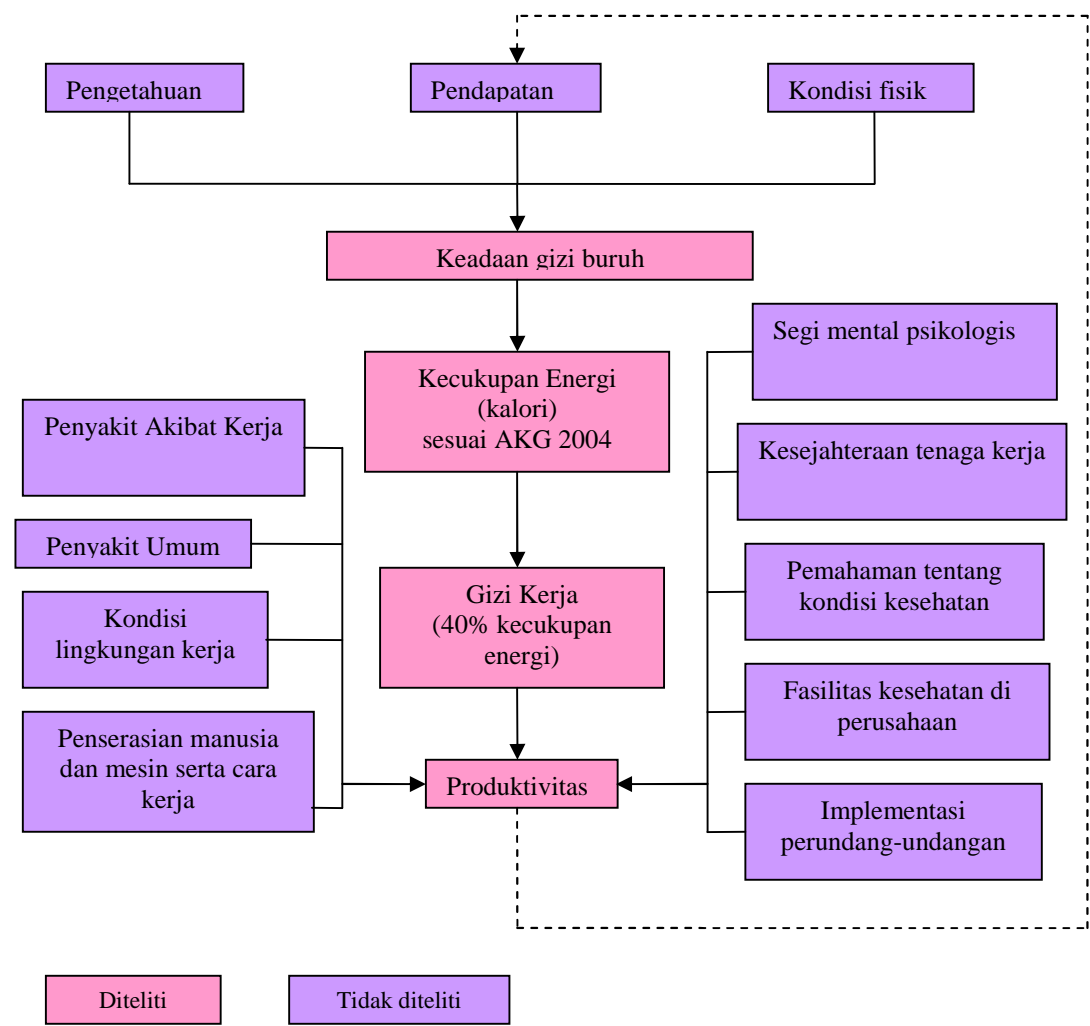 Pengetahuan
Pendapatan
Kondisi fisik
Keadaan gizi buruh
Segi mental psikologis
Kecukupan Energi
(kalori)
sesuai AKG 2004
Penyakit Akibat Kerja
Kesejahteraan tenaga kerja
Penyakit Umum
Pemahaman tentang
kondisi kesehatan
Gizi Kerja
(40% kecukupan
energi)
Kondisi
lingkungan kerja
Fasilitas kesehatan di
perusahaan
Penserasian manusia
dan mesin serta cara
kerja
Produktivitas
Implementasi
perundang-undangan
Diteliti
Tidak diteliti